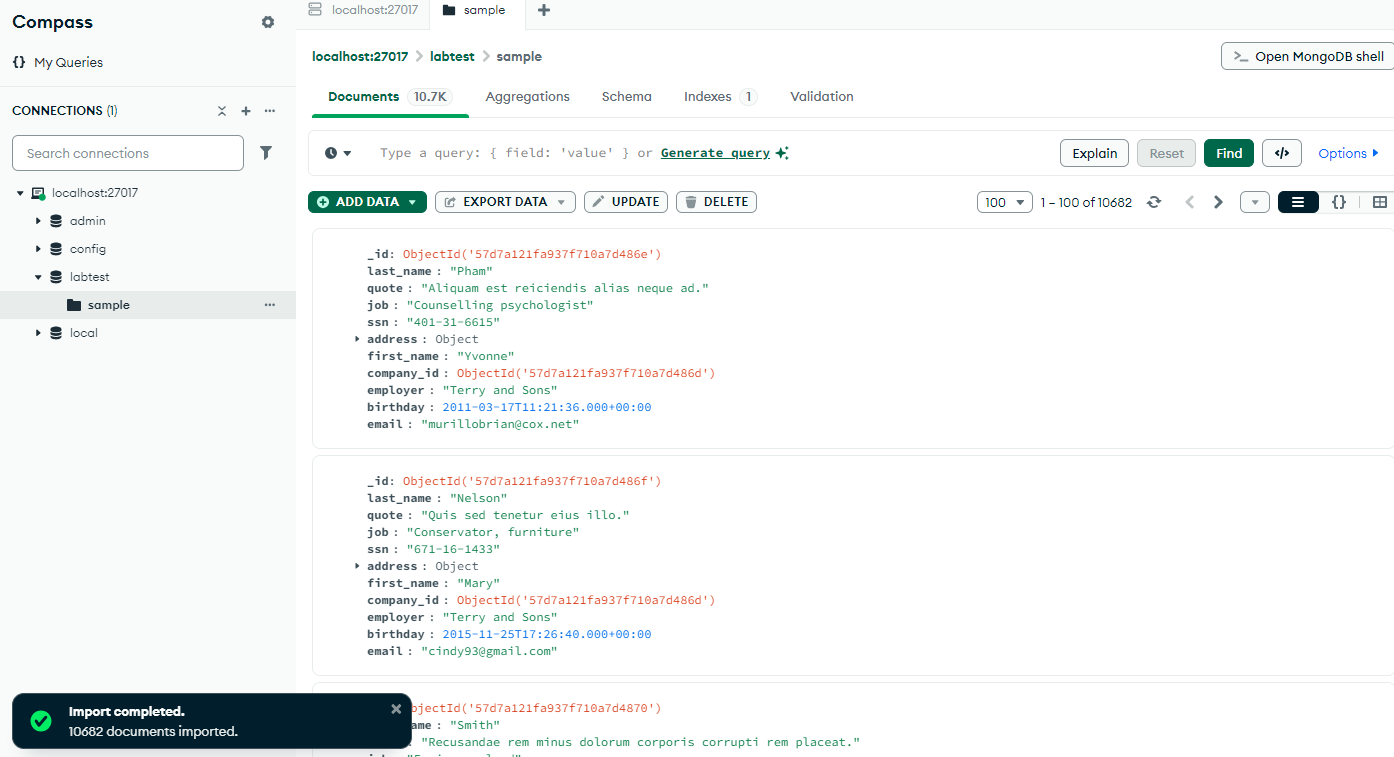 Compass
My Queries
CONNECTIONS (1)
Search connections
localhost:27017
admin
config
labtest
sample
local
localhost:27017
sample
localhost:27017 > labtest > sample
Open MongoDB shell
Documents 10.7K Aggregations Schema Indexes 1 Validation
Type a query: { field: 'value' } or Generate query
Explain Reset Find </> Options
ADD DATA EXPORT DATA UPDATE DELETE
100 1 – 100 of 10682 {}
_id: ObjectId('57d7a121fa937f710a7d486e')
last_name : "Pham"
quote : "Aliquam est reiciendis alias neque ad."
job : "Counselling psychologist"
ssn : "401-31-6615"
address : Object
first_name : "Yvonne"
company_id : ObjectId('57d7a121fa937f710a7d486d')
employer : "Terry and Sons"
birthday : 2011-03-17T11:21:36.000+00:00
email : "murillobrian@cox.net"
_id: ObjectId('57d7a121fa937f710a7d486f')
last_name : "Nelson"
quote : "Quis sed tenetur eius illo."
job : "Conservator, furniture"
ssn : "671-16-1433"
address : Object
first_name : "Mary"
company_id : ObjectId('57d7a121fa937f710a7d486d')
employer : "Terry and Sons"
birthday : 2015-11-25T17:26:40.000+00:00
email : "cindy93@gmail.com"
bjectId('57d7a121fa937f710a7d4870')
ame : "Smith"
: "Recusandae rem minus dolorum corporis corrupti rem placeat."
Import completed.
10682 documents imported.